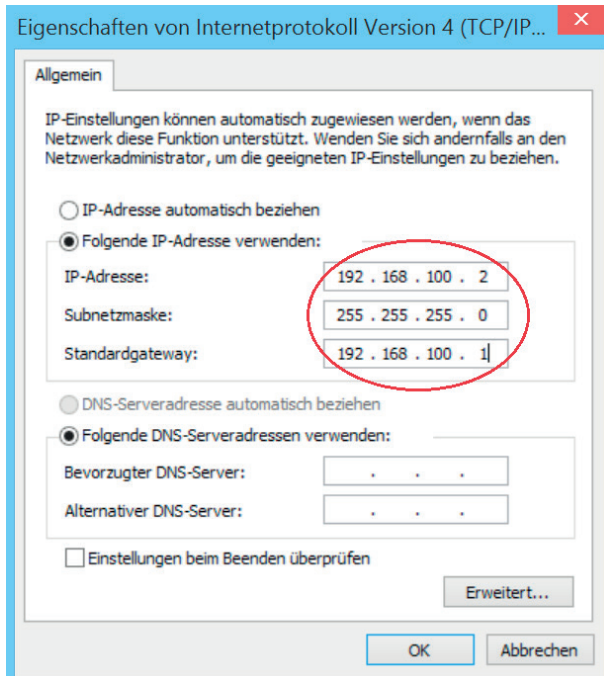 Eigenschaften von Internetprotokoll Version 4 (TCP/IP...
Allgemein
IP-Einstellungen können automatisch zugewiesen werden, wenn das
Netzwerk diese Funktion unterstützt. Wenden Sie sich andernfalls an den
Netzwerkadministrator, um die geeigneten IP-Einstellungen zu beziehen.
IP-Adresse automatisch beziehen
Folgende IP-Adresse verwenden:
IP-Adresse: 192 . 168 . 100 . 2
Subnetzmaske: 255 . 255 . 255 . 0
Standardgateway: 192 . 168 . 100 . 1
DNS-Serveradresse automatisch beziehen
Folgende DNS-Serveradressen verwenden:
Bevorzugter DNS-Server: . . .
Alternativer DNS-Server: . . .
Einstellungen beim Beenden überprüfen
Erweitert...
OK Abbrechen